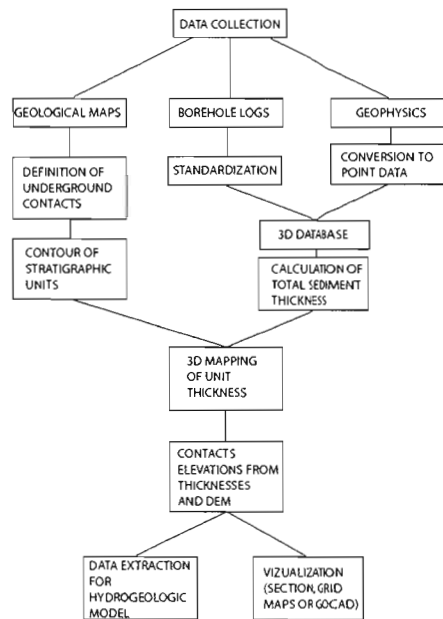 DATA COLLECTION
GEOLOGICAL MAPS
BOREHOLE LOGS
GEOPHYSICS
DEFINITION OF
UNDERGROUND
CONTACTS
STANDARDIZATION
CONVERSION TO
POINT DATA
3D DATABASE
CONTOUR OF
STRATIGRAPHIC
UNITS
CALCULATION OF
TOTAL SEDIMENT
THICKNESS
3D MAPPING
OF UNIT
THICKNESS
CONTACTS
ELEVATIONS FROM
THICKNESSES
AND DEM
DATA EXTRACTION
FOR
HYDROGEOLOGIC
MODEL
VIZUALIZATION
(SECTION, GRID
MAPS OR GOCAD)